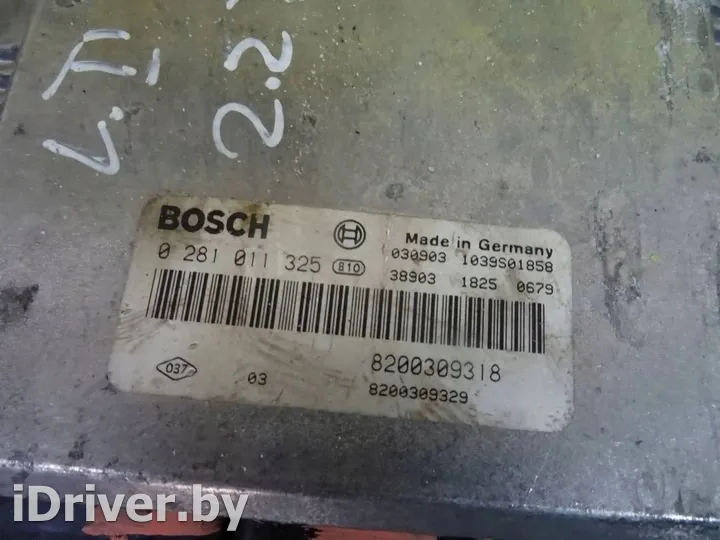 L.TI
2.2
BOSCH
Made in Germany
0 281 011 325 810
030903 1039S01858
38903 1825 0679
037
03
8200309318
8200309329
iDriver.by